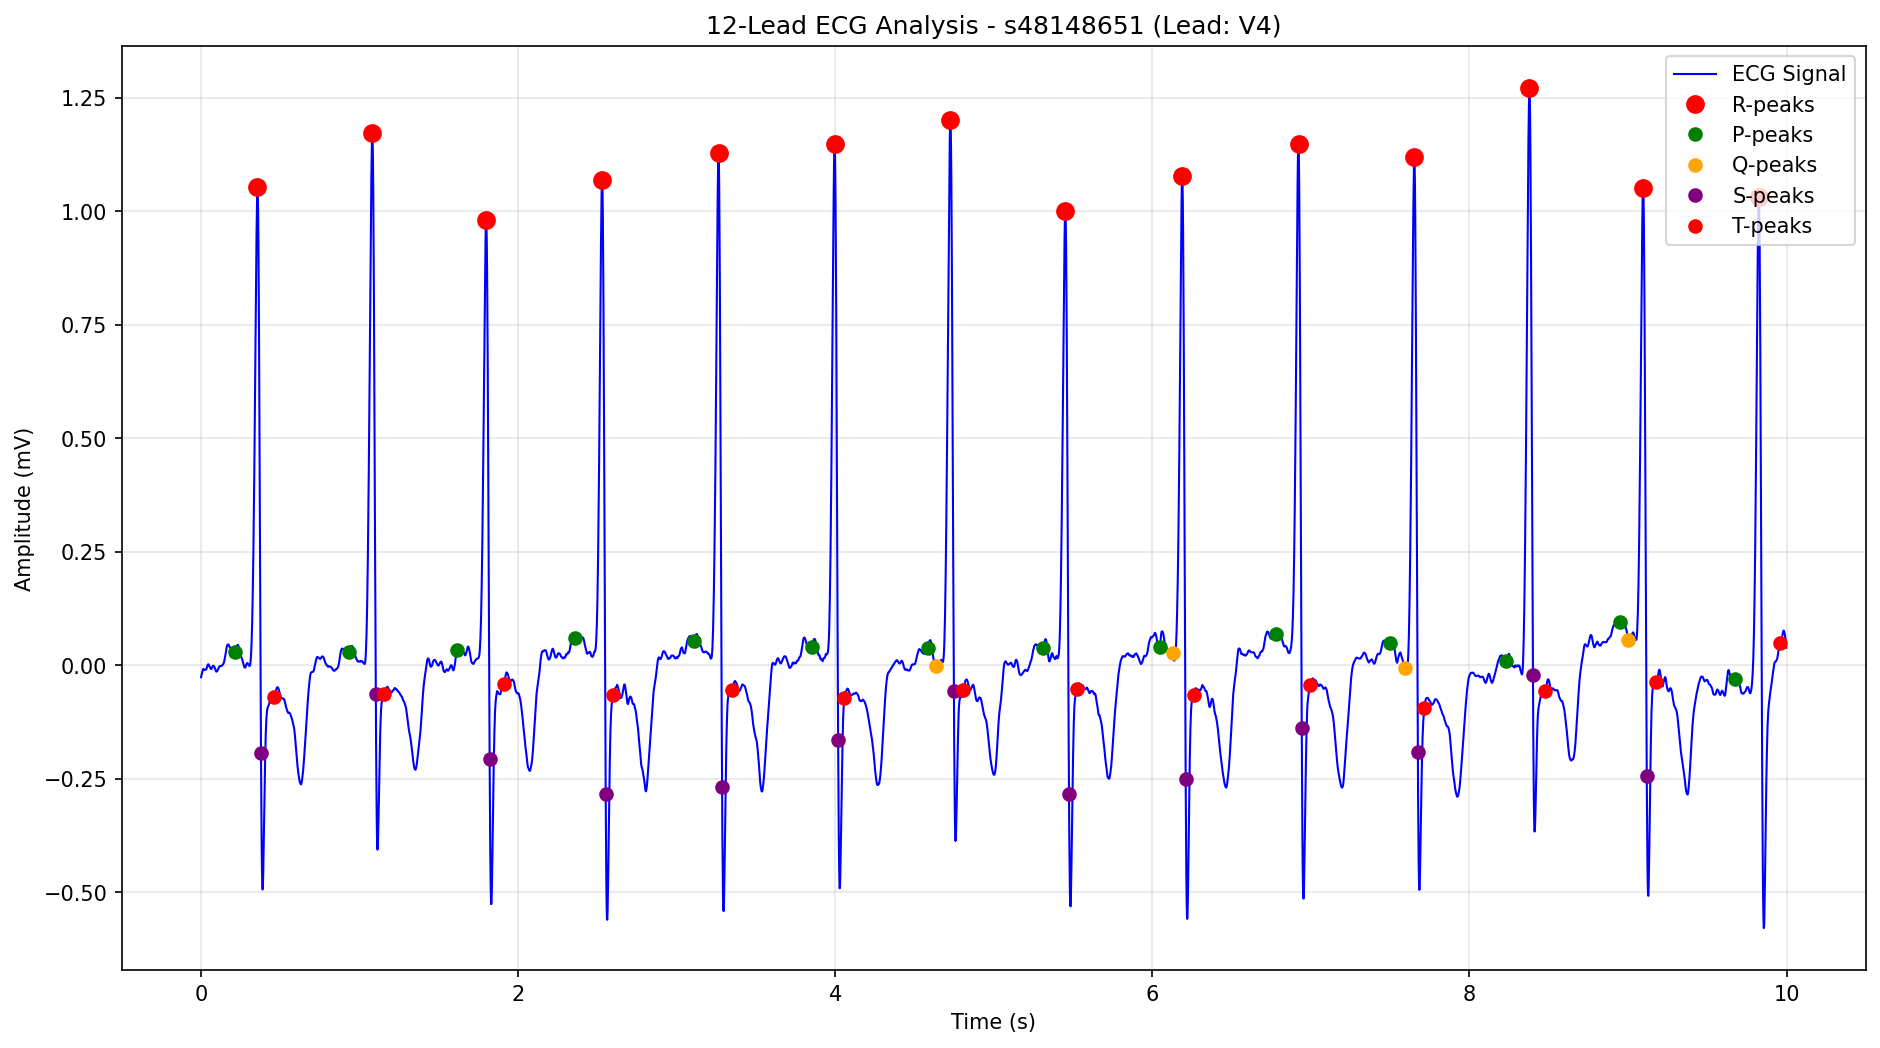 12-Lead ECG Analysis - s48148651 (Lead: V4)
ECG Signal
R-peaks
P-peaks
Q-peaks
S-peaks
T-peaks
Amplitude (mV)
1.25
1.00
0.75
0.50
0.25
0.00
−0.25
−0.50
0 2 4 6 8 10
Time (s)